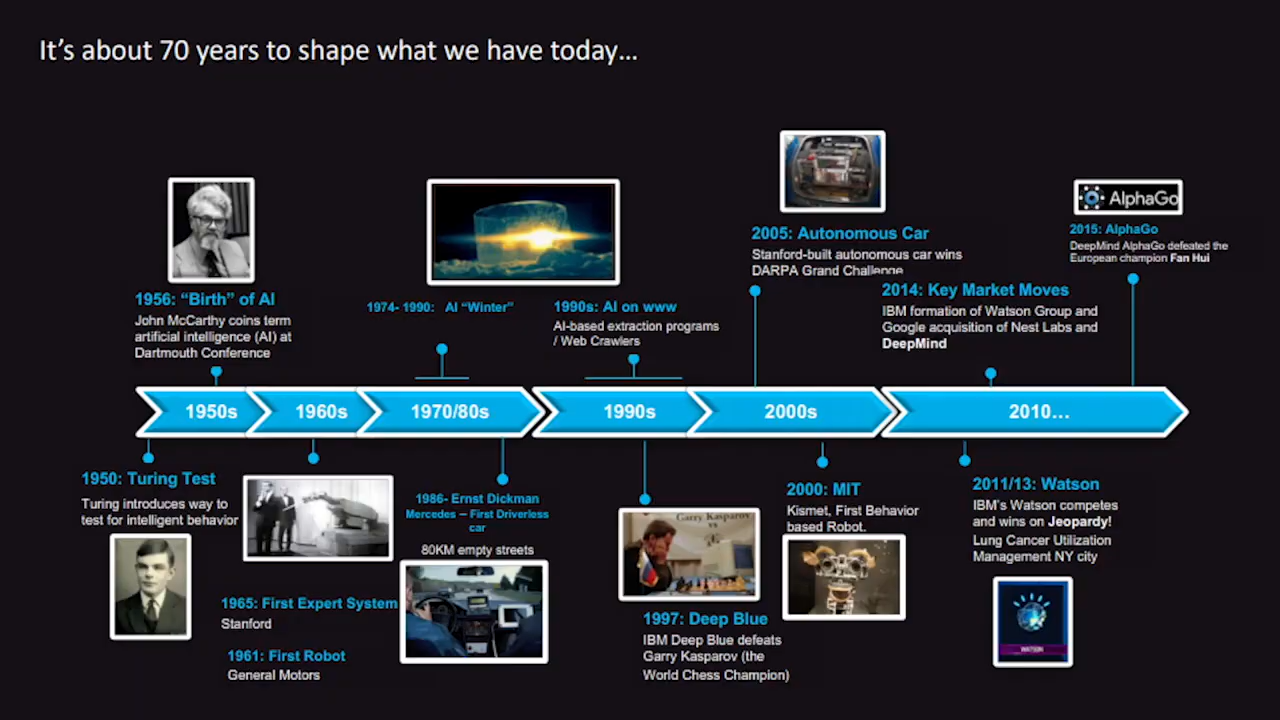 It's about 70 years to shape what we have today...
AlphaGo
2015: AlphaGo
DeepMind AlphaGo defeated the
European champion Fan Hui
2005: Autonomous Car
Stanford-built autonomous car wins
DARPA Grand Challenge
2014: Key Market Moves
IBM formation of Watson Group and
Google acquisition of Nest Labs and
DeepMind
1956: "Birth" of AI
John McCarthy coins term
artificial intelligence (AI) at
Dartmouth Conference
1974- 1990: AI "Winter"
1990s: AI on www
AI-based extraction programs
/ Web Crawlers
1950s
1960s
1970/80s
1990s
2000s
2010...
1950: Turing Test
Turing introduces way to
test for intelligent behavior
1965: First Expert System
Stanford
1961: First Robot
General Motors
1986- Ernst Dickman
Mercedes – First Driverless
car
80KM empty streets
Garry Kasparov
vs
1997: Deep Blue
IBM Deep Blue defeats
Garry Kasparov (the
World Chess Champion)
2000: MIT
Kismet, First Behavior
based Robot.
2011/13: Watson
IBM's Watson competes
and wins on Jeopardy!
Lung Cancer Utilization
Management NY city
WATSON